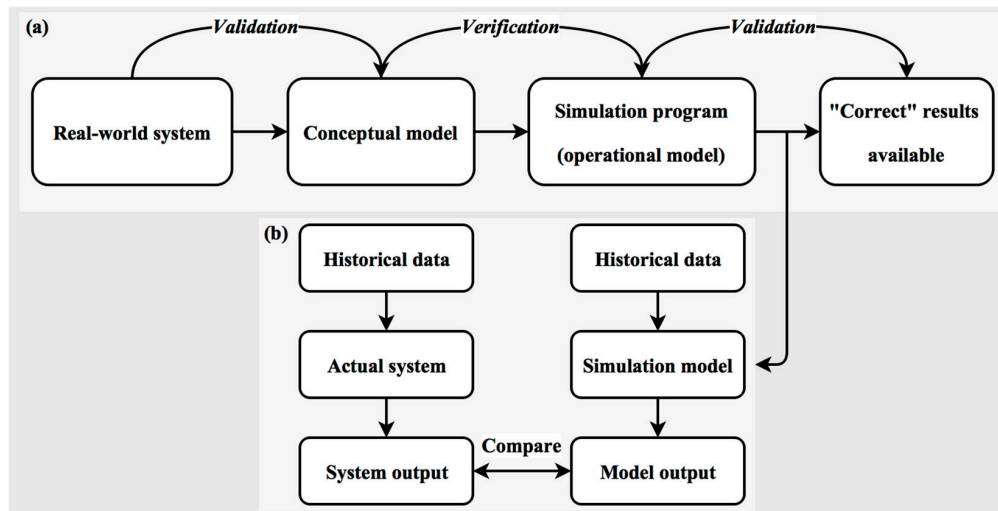 (a)
Validation
Verification
Validation
Real-world system
Conceptual model
Simulation program
(operational model)
"Correct" results
available
(b)
Historical data
Historical data
Actual system
Simulation model
Compare
System output
Model output